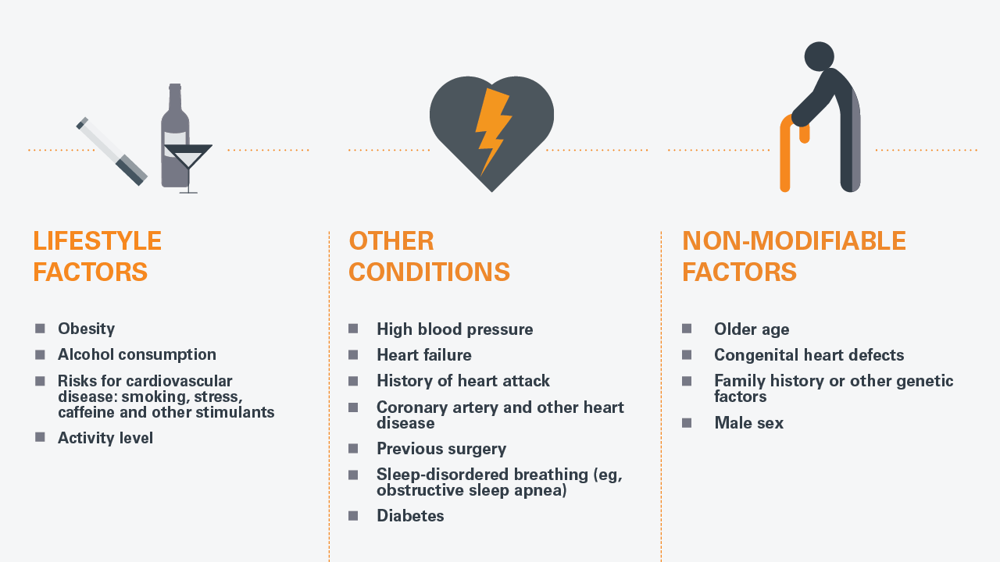 LIFESTYLE
FACTORS
Obesity
Alcohol consumption
Risks for cardiovascular
disease: smoking, stress,
caffeine and other stimulants
Activity level
OTHER
CONDITIONS
High blood pressure
Heart failure
History of heart attack
Coronary artery and other heart
disease
Previous surgery
Sleep-disordered breathing (eg,
obstructive sleep apnea)
Diabetes
NON-MODIFIABLE
FACTORS
Older age
Congenital heart defects
Family history or other genetic
factors
Male sex